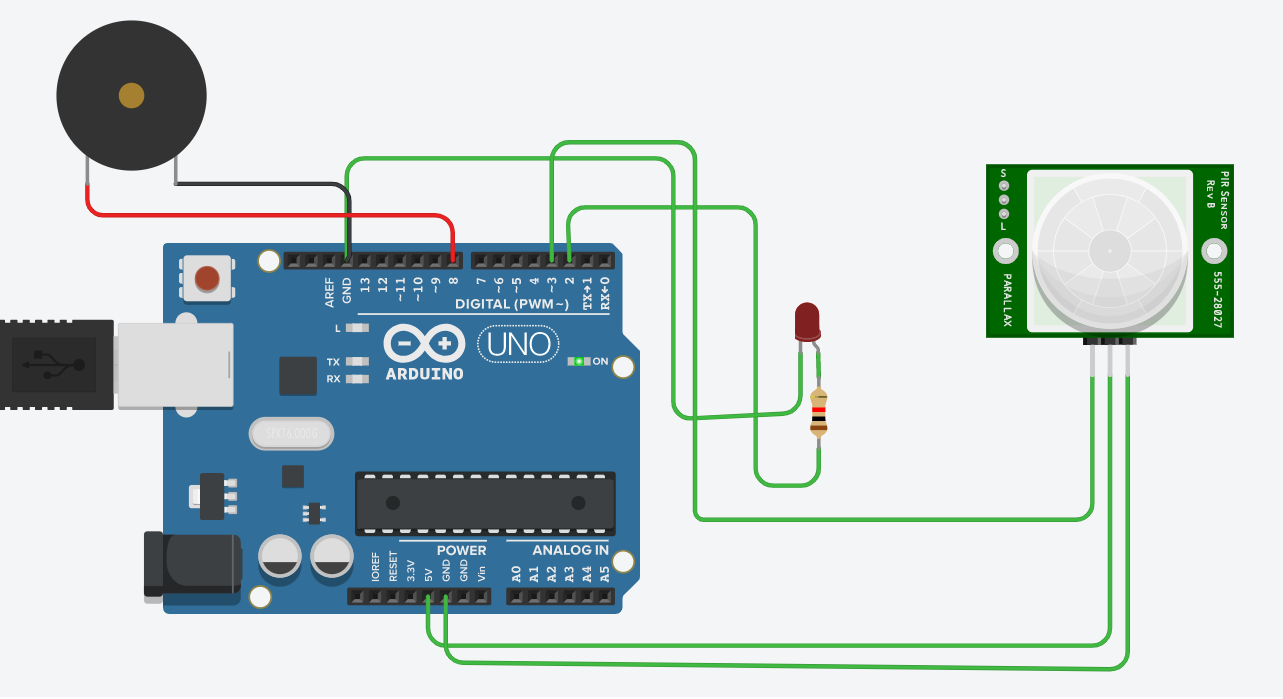 AREF
GND
13
12
~11
~10
~9
8
7
~6
~5
4
~3
2
TX→1
RX←0
DIGITAL (PWM~)
L
TX
RX
UNO
ARDUINO
ON
SPK16.000G
POWER
ANALOG IN
IOREF
RESET
3.3V
5V
GND
GND
Vin
A0
A1
A2
A3
A4
A5
S
L
PIR SENSOR
REV B
PARALLAX
555-28027